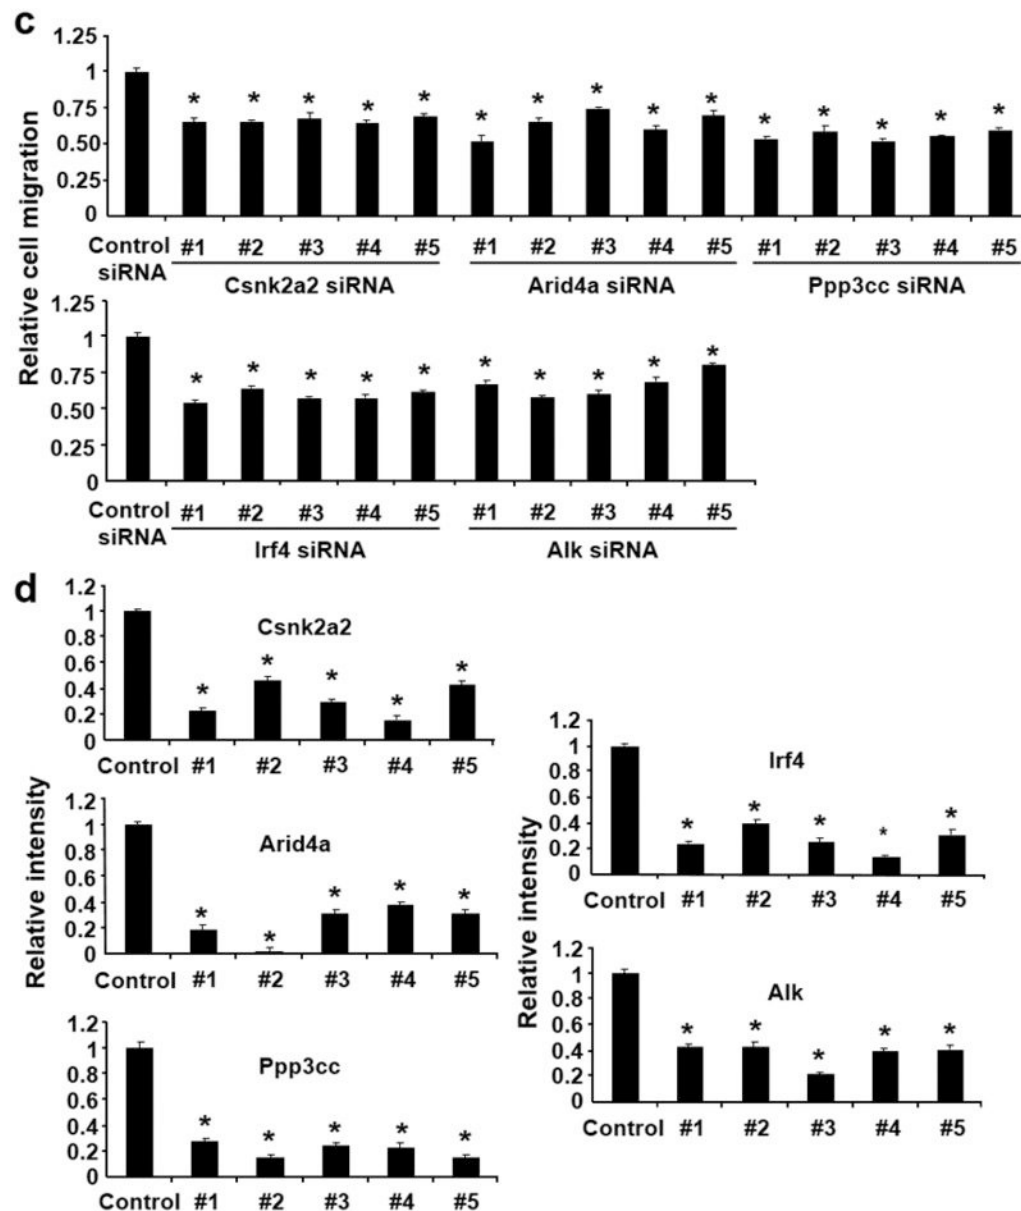 c
Relative cell migration
1.25
1
0.75
0.50
0.25
0
* * * * * * * * * * * * * * *
Control siRNA #1 #2 #3 #4 #5 #1 #2 #3 #4 #5 #1 #2 #3 #4 #5
Csnk2a2 siRNA Arid4a siRNA Ppp3cc siRNA
1.25
1
0.75
0.50
0.25
0
* * * * * * * * * *
Control siRNA #1 #2 #3 #4 #5 #1 #2 #3 #4 #5
Irf4 siRNA Alk siRNA
d
Relative intensity
1.2
1
0.8
0.6
0.4
0.2
0
Csnk2a2
* * * * *
Control #1 #2 #3 #4 #5
1.2
1
0.8
0.6
0.4
0.2
0
Arid4a
* * * * *
Control #1 #2 #3 #4 #5
1.2
1
0.8
0.6
0.4
0.2
0
Ppp3cc
* * * * *
Control #1 #2 #3 #4 #5
Relative intensity
1.2
1
0.8
0.6
0.4
0.2
0
Irf4
* * * * *
Control #1 #2 #3 #4 #5
1.2
1
0.8
0.6
0.4
0.2
0
Alk
* * * * *
Control #1 #2 #3 #4 #5